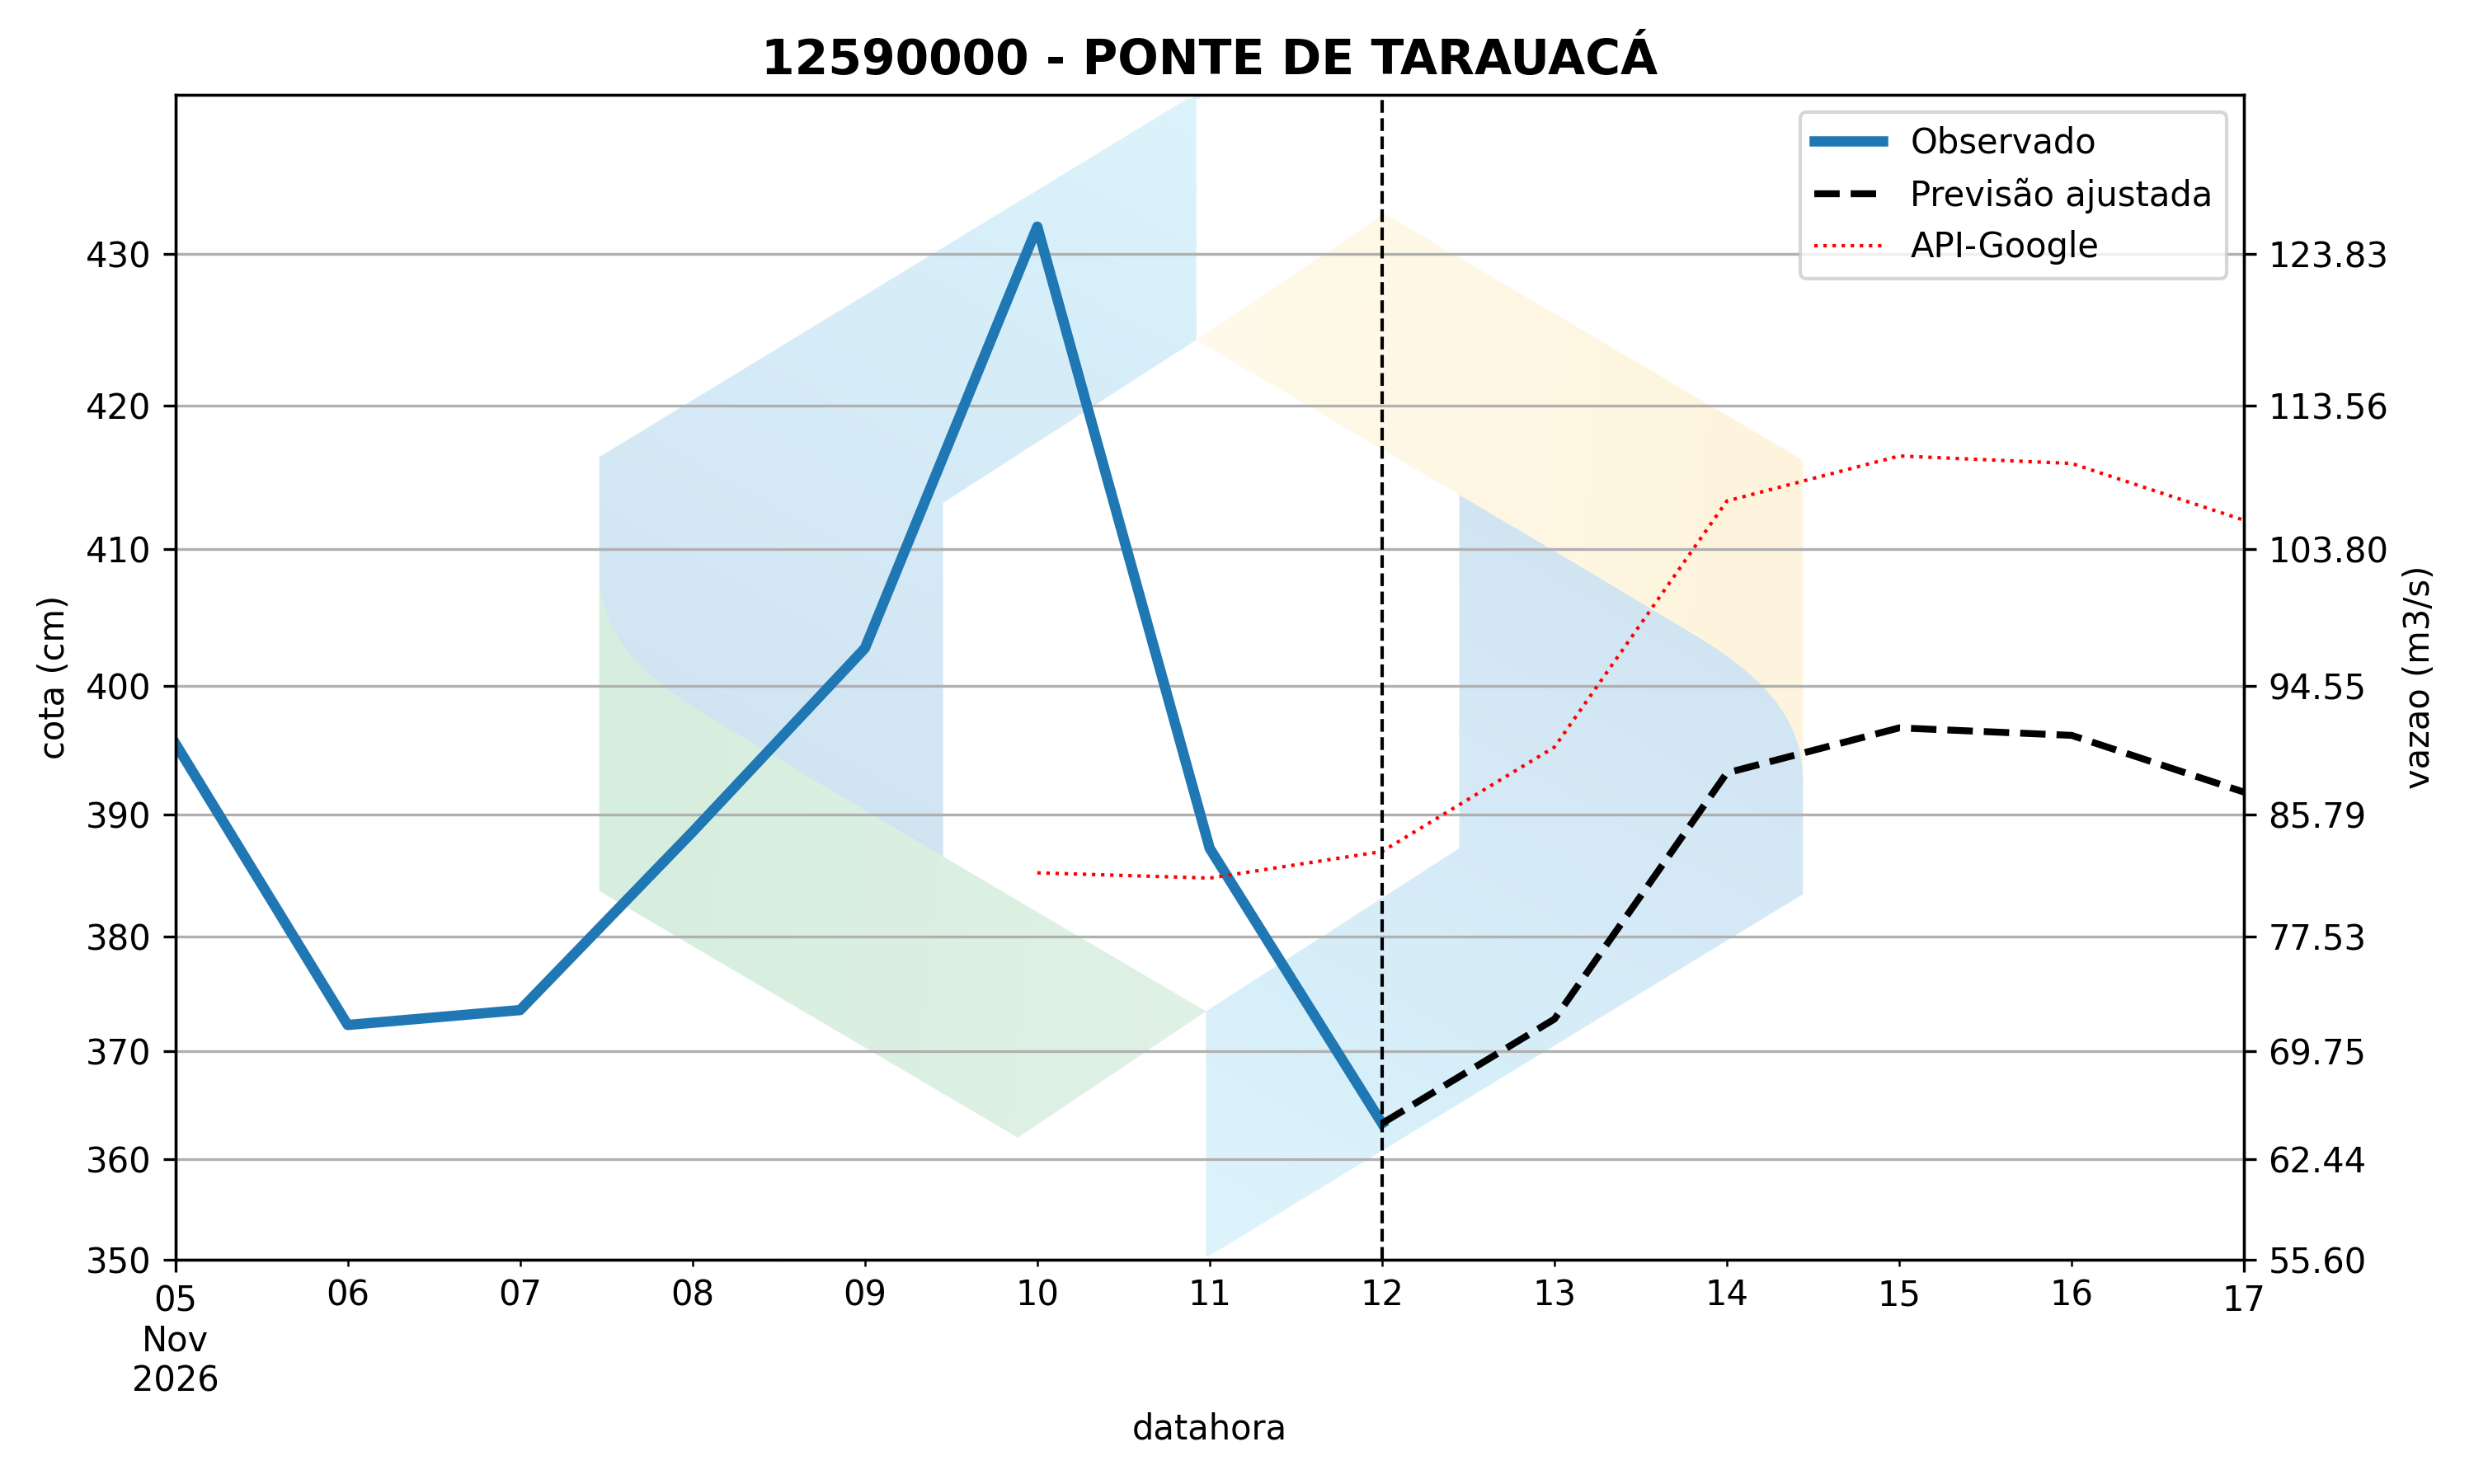 12590000 - PONTE DE TARAUACÁ
Observado
Previsão ajustada
API-Google
430
420
410
400
390
380
370
360
350
cota (cm)
123.83
113.56
103.80
94.55
85.79
77.53
69.75
62.44
55.60
vazao (m3/s)
05 06 07 08 09 10 11 12 13 14 15 16 17
Nov
2026
datahora